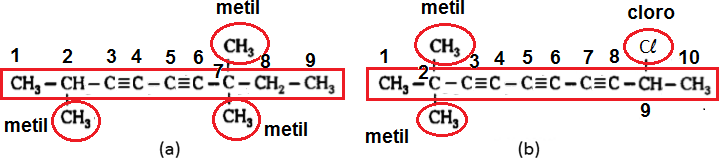 metil
CH₃
1 2 3 4 5 6 7 8 9
CH₃−CH−C≡C−C≡C−C−CH₂−CH₃
metil CH₃
CH₃ metil
(a)
metil
CH₃
cloro
Cl
1 2 3 4 5 6 7 8 9 10
CH₃−C−C≡C−C≡C−C≡C−CH−CH₃
metil CH₃
(b)